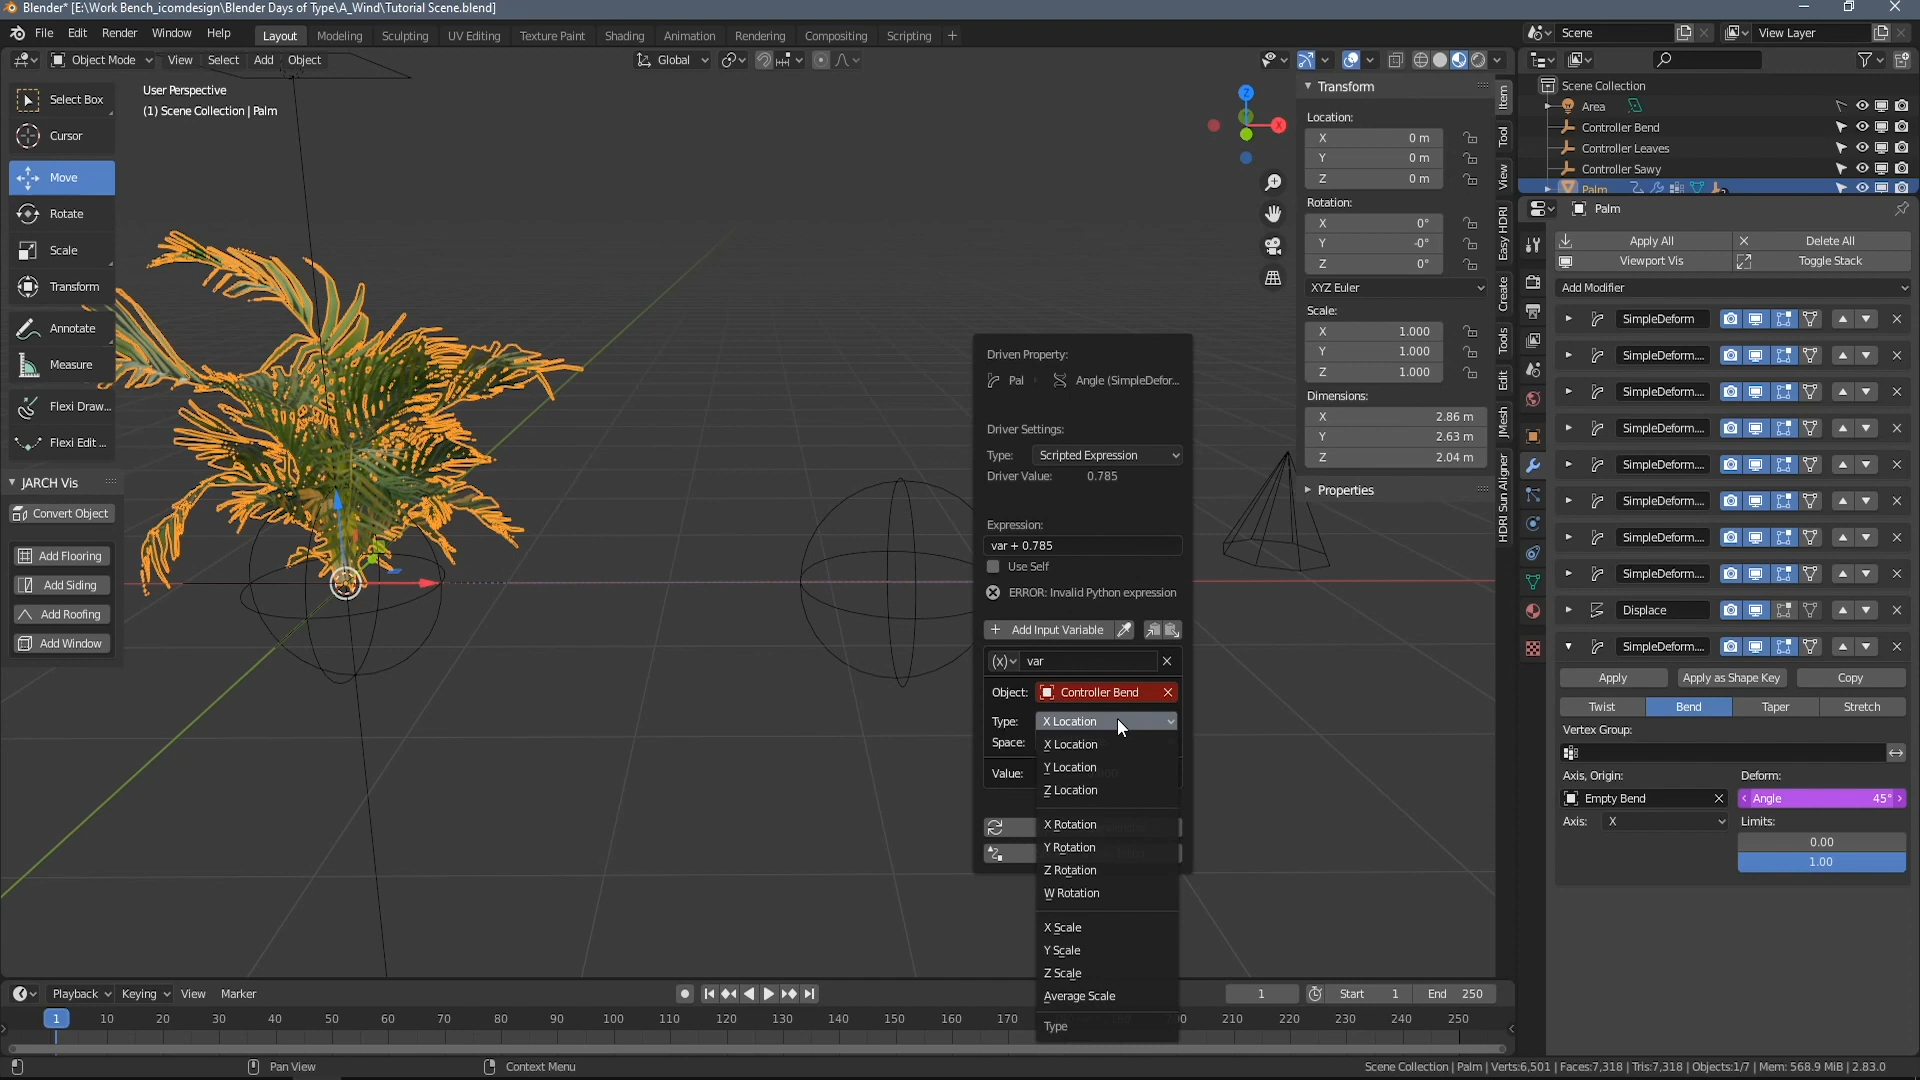 Blender* [E:\Work Bench_icomdesign\Blender Days of Type\A_Wind\Tutorial Scene.blend]
File Edit Render Window Help Layout Modeling Sculpting UV Editing Texture Paint Shading Animation Rendering Compositing Scripting + Scene View Layer
Object Mode View Select Add Object Global
User Perspective
(1) Scene Collection | Palm
Select Box
Cursor
Move
Rotate
Scale
Transform
Annotate
Measure
Flexi Draw...
Flexi Edit ...
JARCH Vis
Convert Object
Add Flooring
Add Siding
Add Roofing
Add Window
Z
X
Driven Property:
Pal Angle (SimpleDefor...
Driver Settings:
Type: Scripted Expression
Driver Value: 0.785
Expression:
var + 0.785
Use Self
ERROR: Invalid Python expression
Add Input Variable
(x) var
Object: Controller Bend
Type: X Location
Space: X Location
Y Location
Value: Z Location
X Rotation
Y Rotation
Z Rotation
W Rotation
X Scale
Y Scale
Z Scale
Average Scale
Type
Transform
Location:
X 0 m
Y 0 m
Z 0 m
Rotation:
X 0°
Y -0°
Z 0°
XYZ Euler
Scale:
X 1.000
Y 1.000
Z 1.000
Dimensions:
X 2.86 m
Y 2.63 m
Z 2.04 m
Properties
Item
Tool
View
Easy HDRI
Create
Tools
Edit
JMesh
HDRI Sun Aligner
Scene Collection
Area
Controller Bend
Controller Leaves
Controller Sawy
Palm
Palm
Apply All Delete All
Viewport Vis Toggle Stack
Add Modifier
SimpleDeform
SimpleDeform....
SimpleDeform....
SimpleDeform....
SimpleDeform....
SimpleDeform....
SimpleDeform....
SimpleDeform....
Displace
SimpleDeform....
Apply Apply as Shape Key Copy
Twist Bend Taper Stretch
Vertex Group:
Axis, Origin: Deform:
Empty Bend Angle 45°
Axis: X Limits:
0.00
1.00
Playback Keying View Marker 1 Start 1 End 250
1 10 20 30 40 50 60 70 80 90 100 110 120 130 140 150 160 170 210 220 230 240 250
Pan View Context Menu Scene Collection | Palm | Verts:6,501 | Faces:7,318 | Tris:7,318 | Objects:1/7 | Mem: 568.9 MiB | 2.83.0